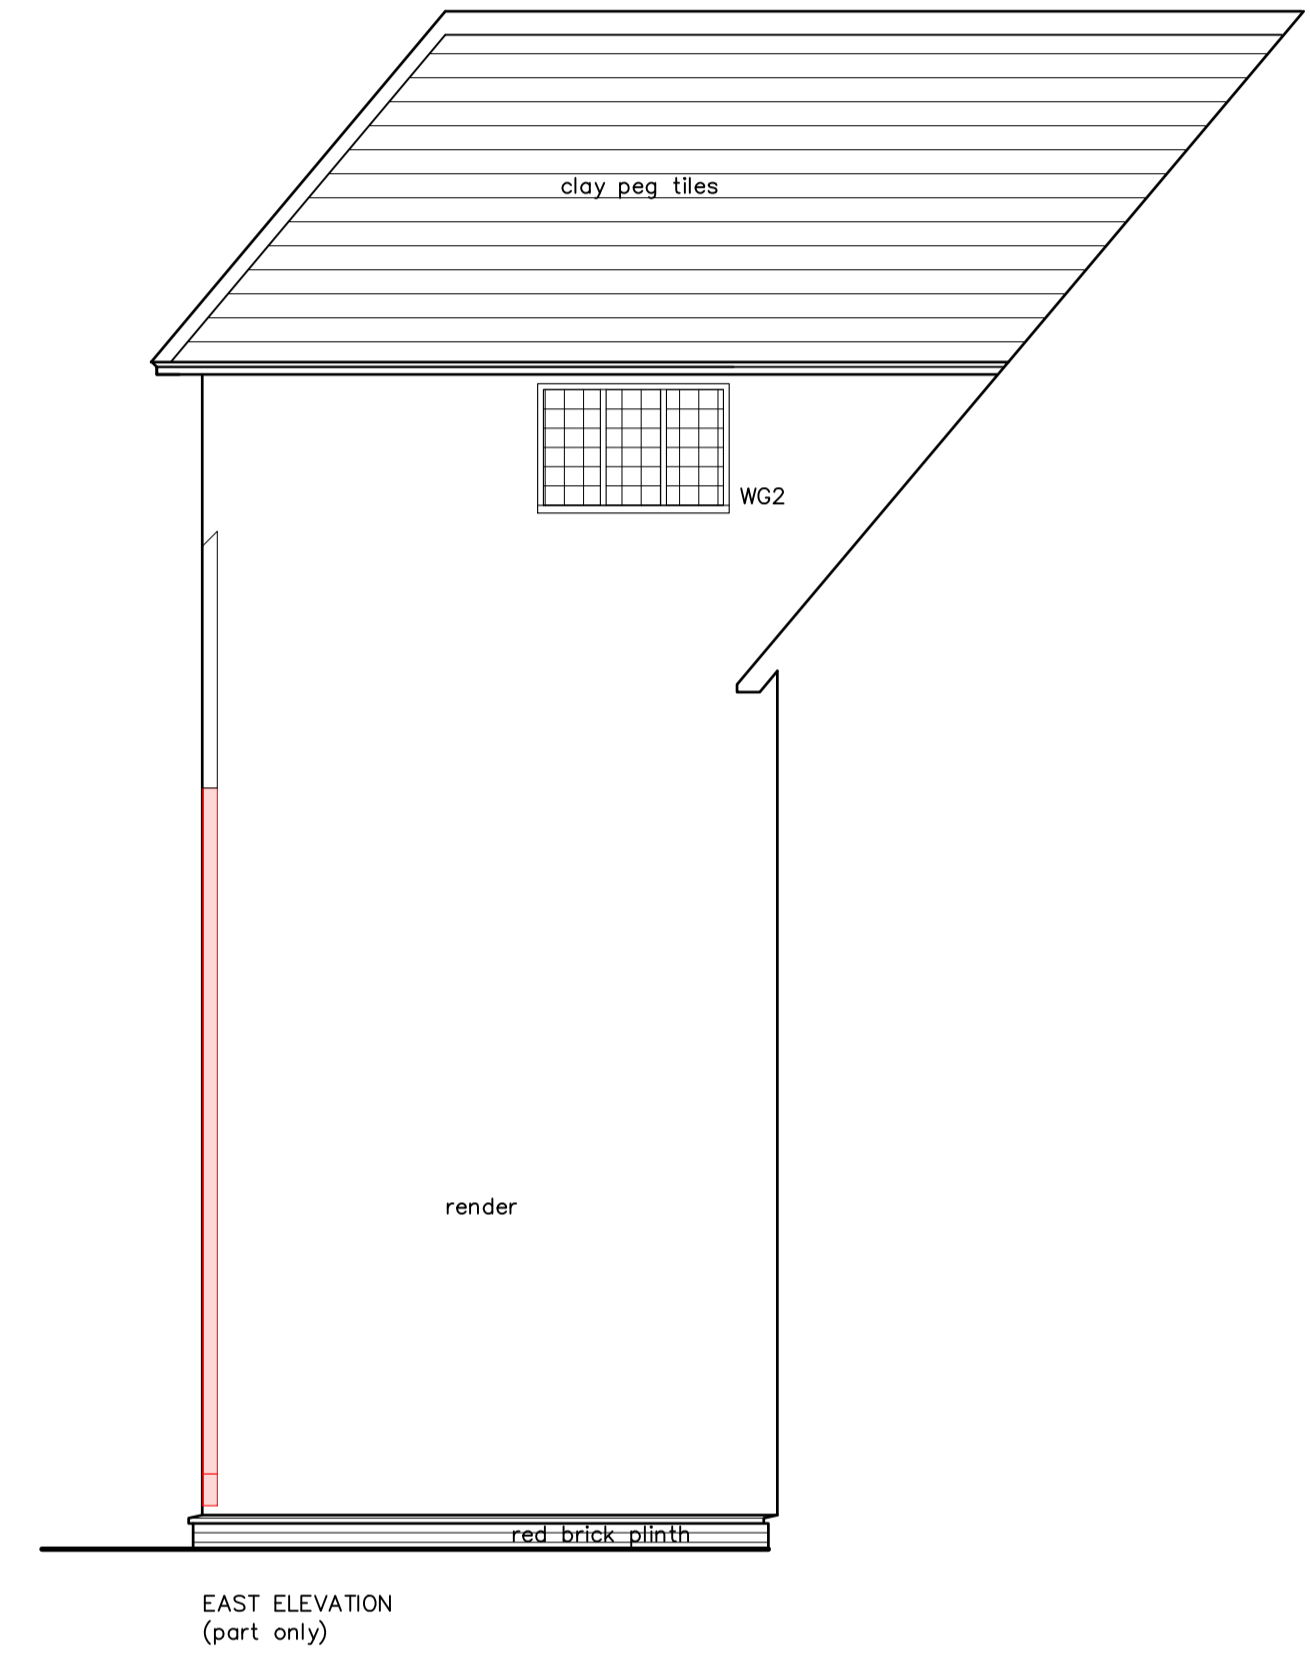 clay peg tiles
WG2
render
red brick plinth
EAST ELEVATION
(part only)